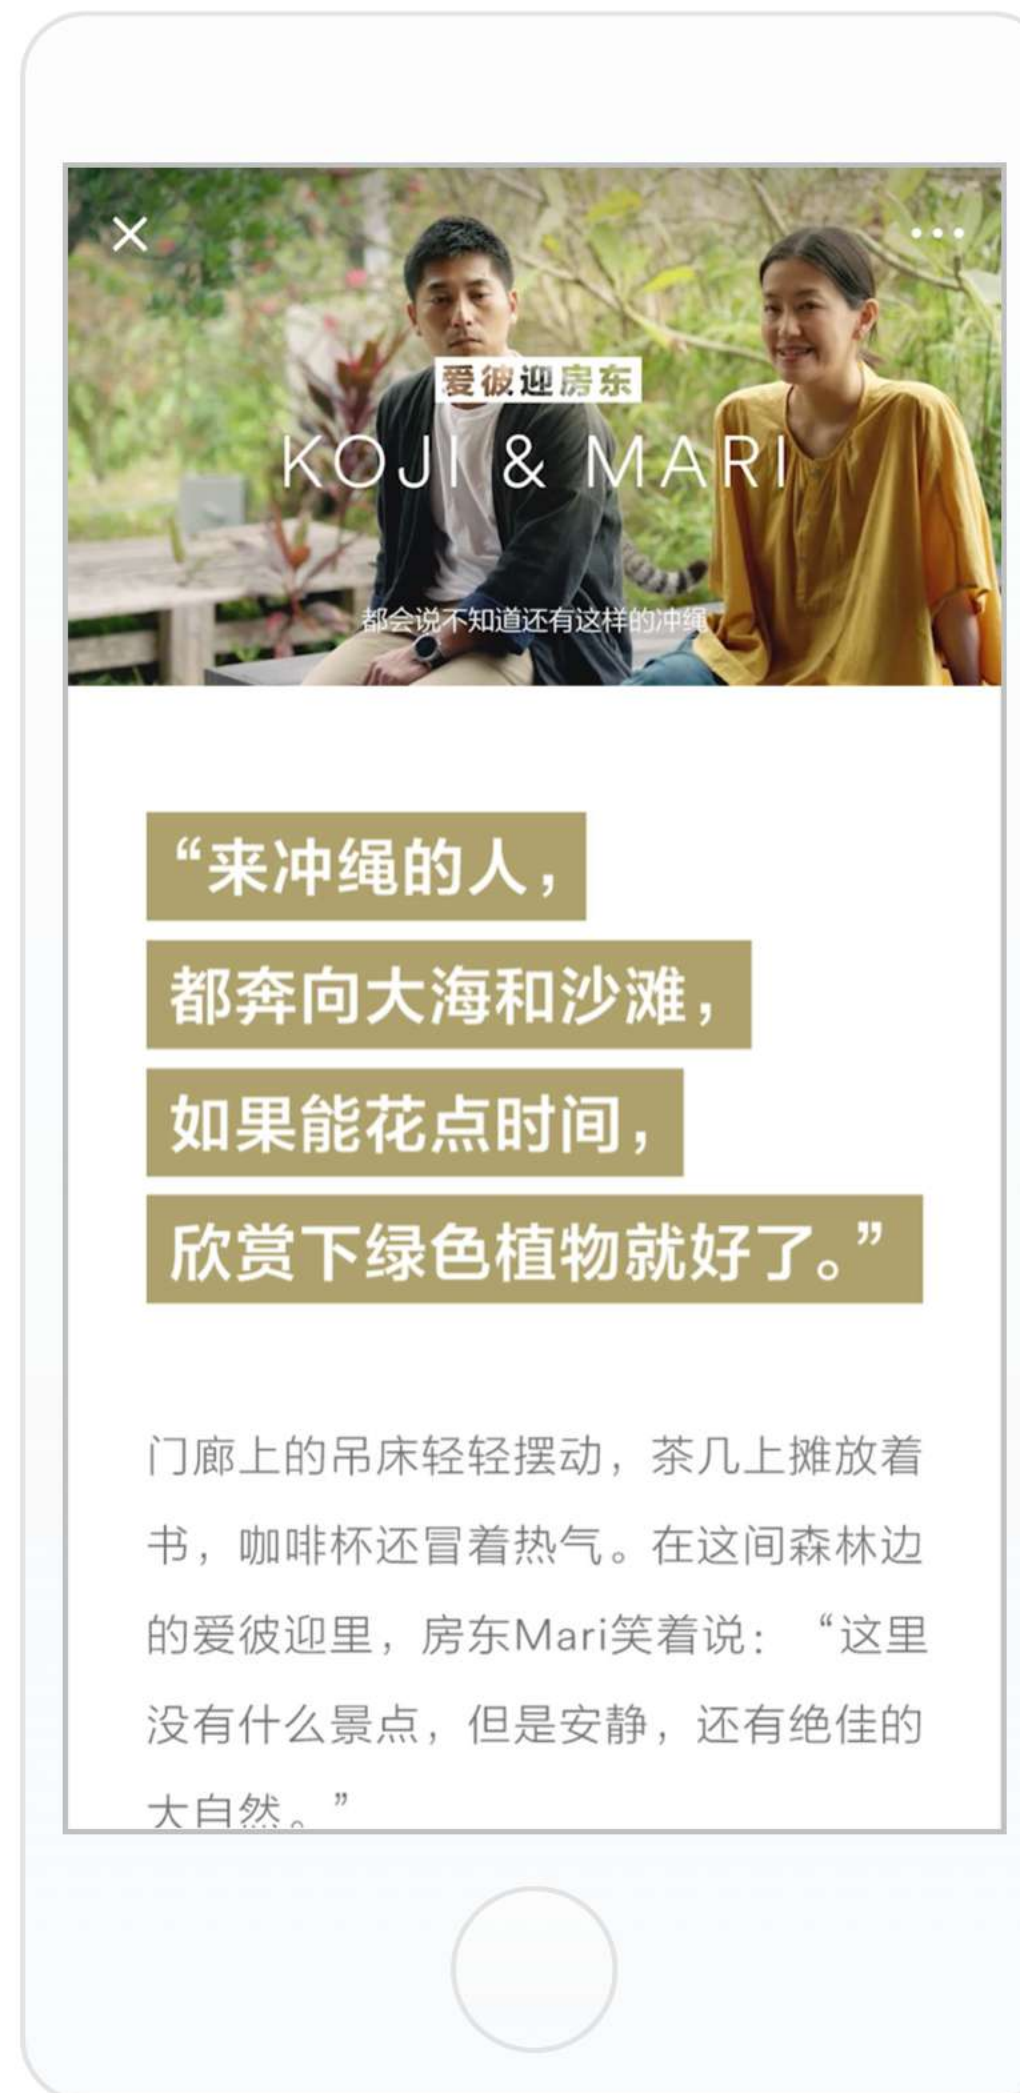 爱彼迎房东
KOJI & MARI
都会说不知道还有这样的冲绳
“来冲绳的人，
都奔向大海和沙滩，
如果能花点时间，
欣赏下绿色植物就好了。”
门廊上的吊床轻轻摆动，茶几上摊放着
书，咖啡杯还冒着热气。在这间森林边
的爱彼迎里，房东Mari笑着说：“这里
没有什么景点，但是安静，还有绝佳的
大自然。”